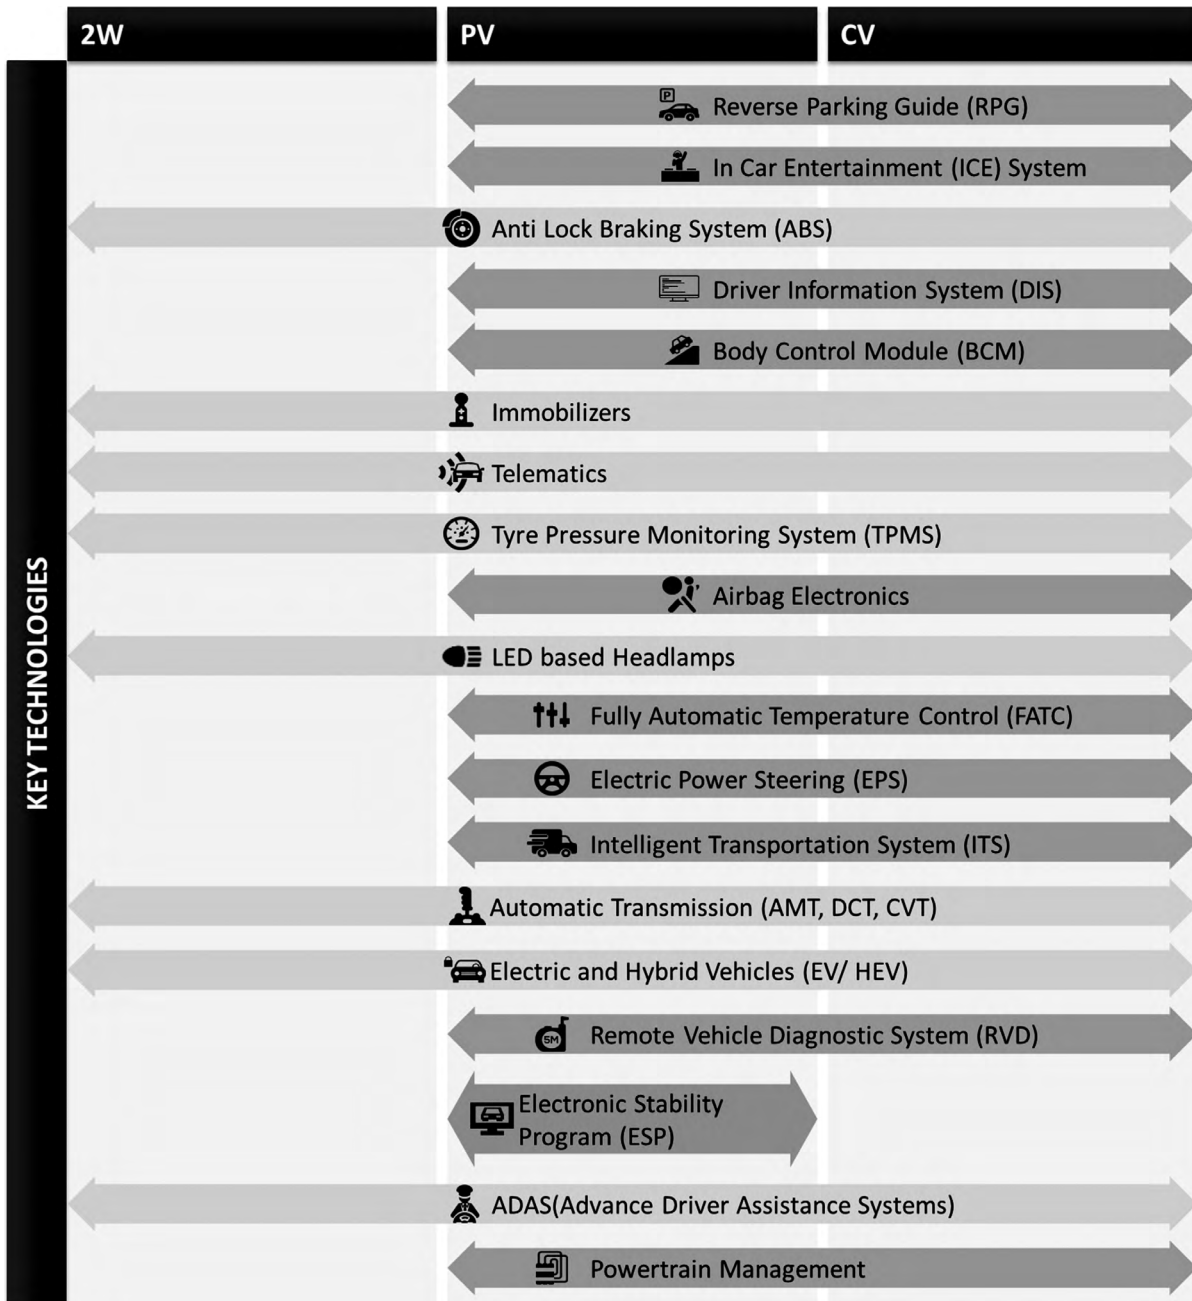 2W
PV
CV
KEY TECHNOLOGIES
P
Reverse Parking Guide (RPG)
In Car Entertainment (ICE) System
Anti Lock Braking System (ABS)
Driver Information System (DIS)
Body Control Module (BCM)
Immobilizers
Telematics
Tyre Pressure Monitoring System (TPMS)
Airbag Electronics
LED based Headlamps
Fully Automatic Temperature Control (FATC)
Electric Power Steering (EPS)
Intelligent Transportation System (ITS)
Automatic Transmission (AMT, DCT, CVT)
Electric and Hybrid Vehicles (EV/ HEV)
5M
Remote Vehicle Diagnostic System (RVD)
Electronic Stability
Program (ESP)
ADAS(Advance Driver Assistance Systems)
Powertrain Management